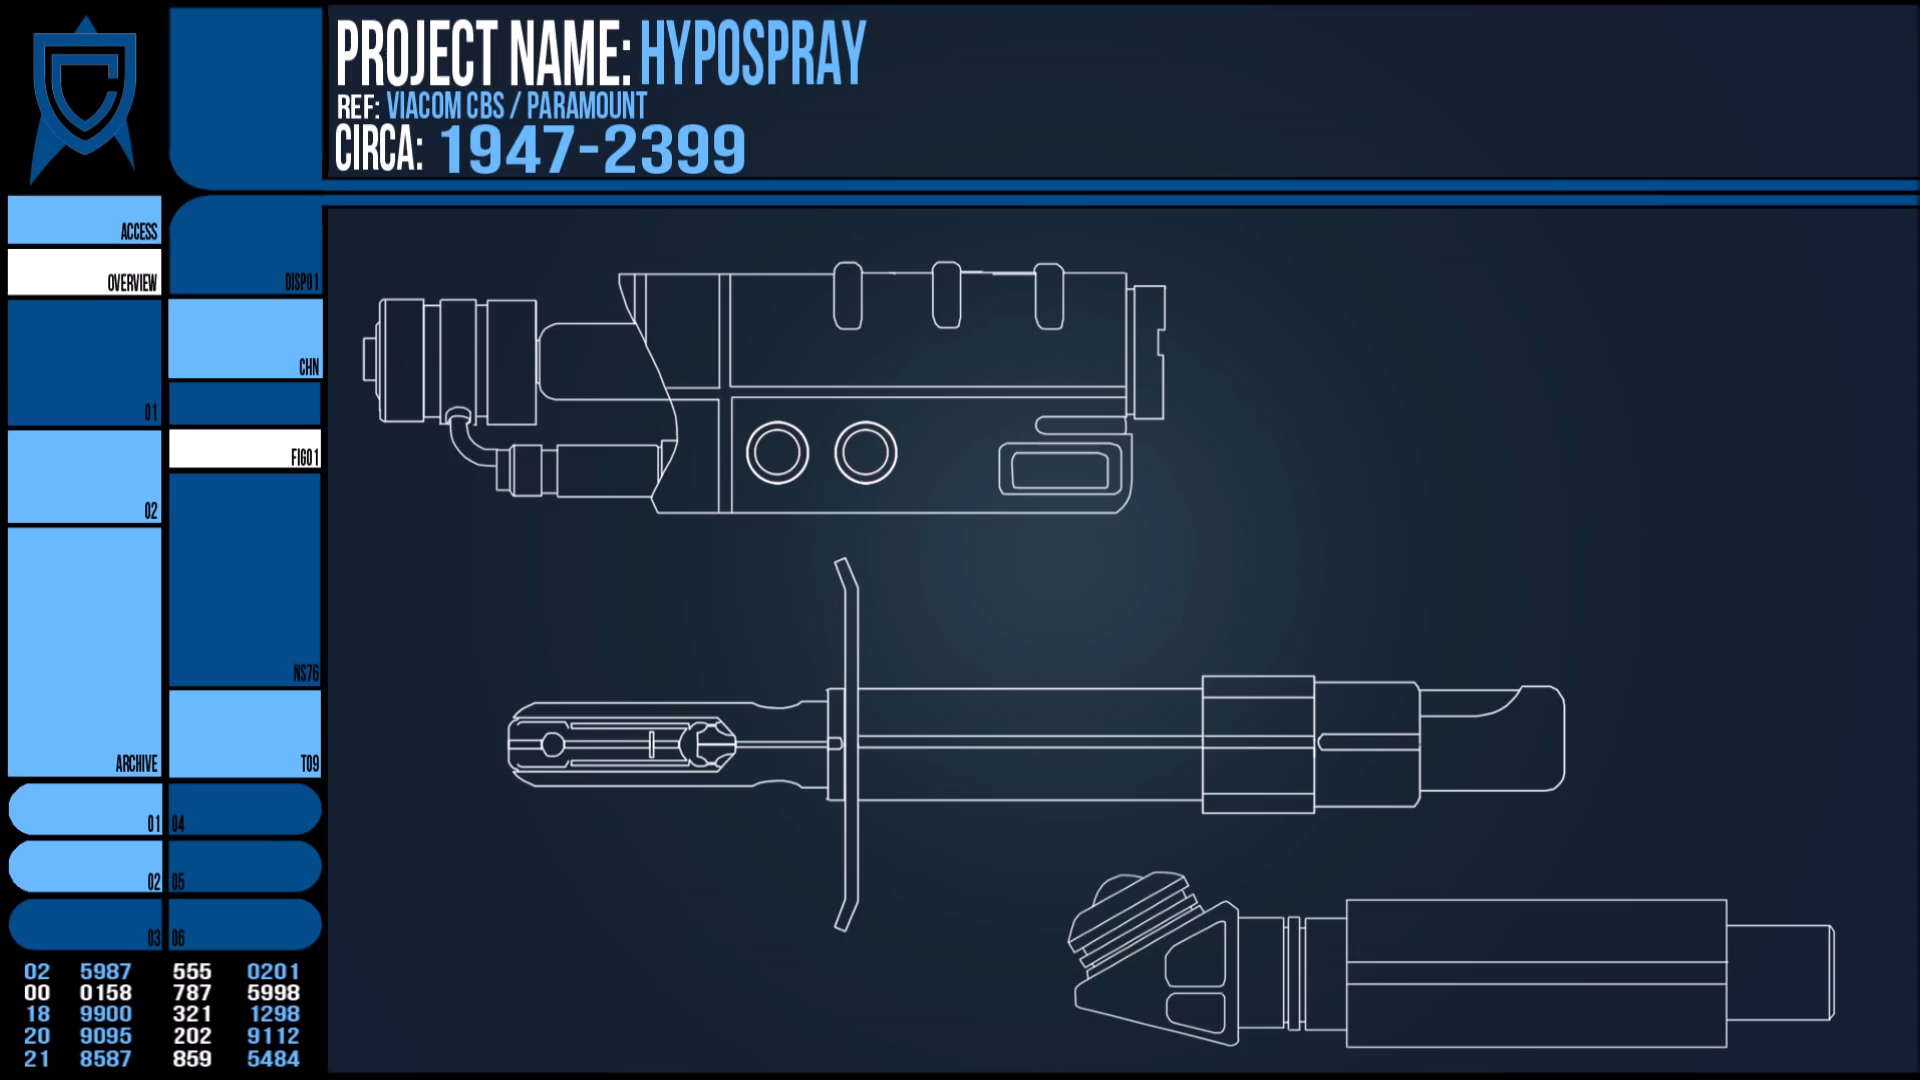 PROJECT NAME: HYPOSPRAY
REF: VIACOM CBS / PARAMOUNT
CIRCA: 1947-2399
ACCESS
OVERVIEW
01
02
ARCHIVE
DISP01
CHN
FIG01
NS76
T09
01 04
02 05
03 06
02 5987 555 0201
00 0158 787 5998
18 9900 321 1298
20 9095 202 9112
21 8587 859 5484